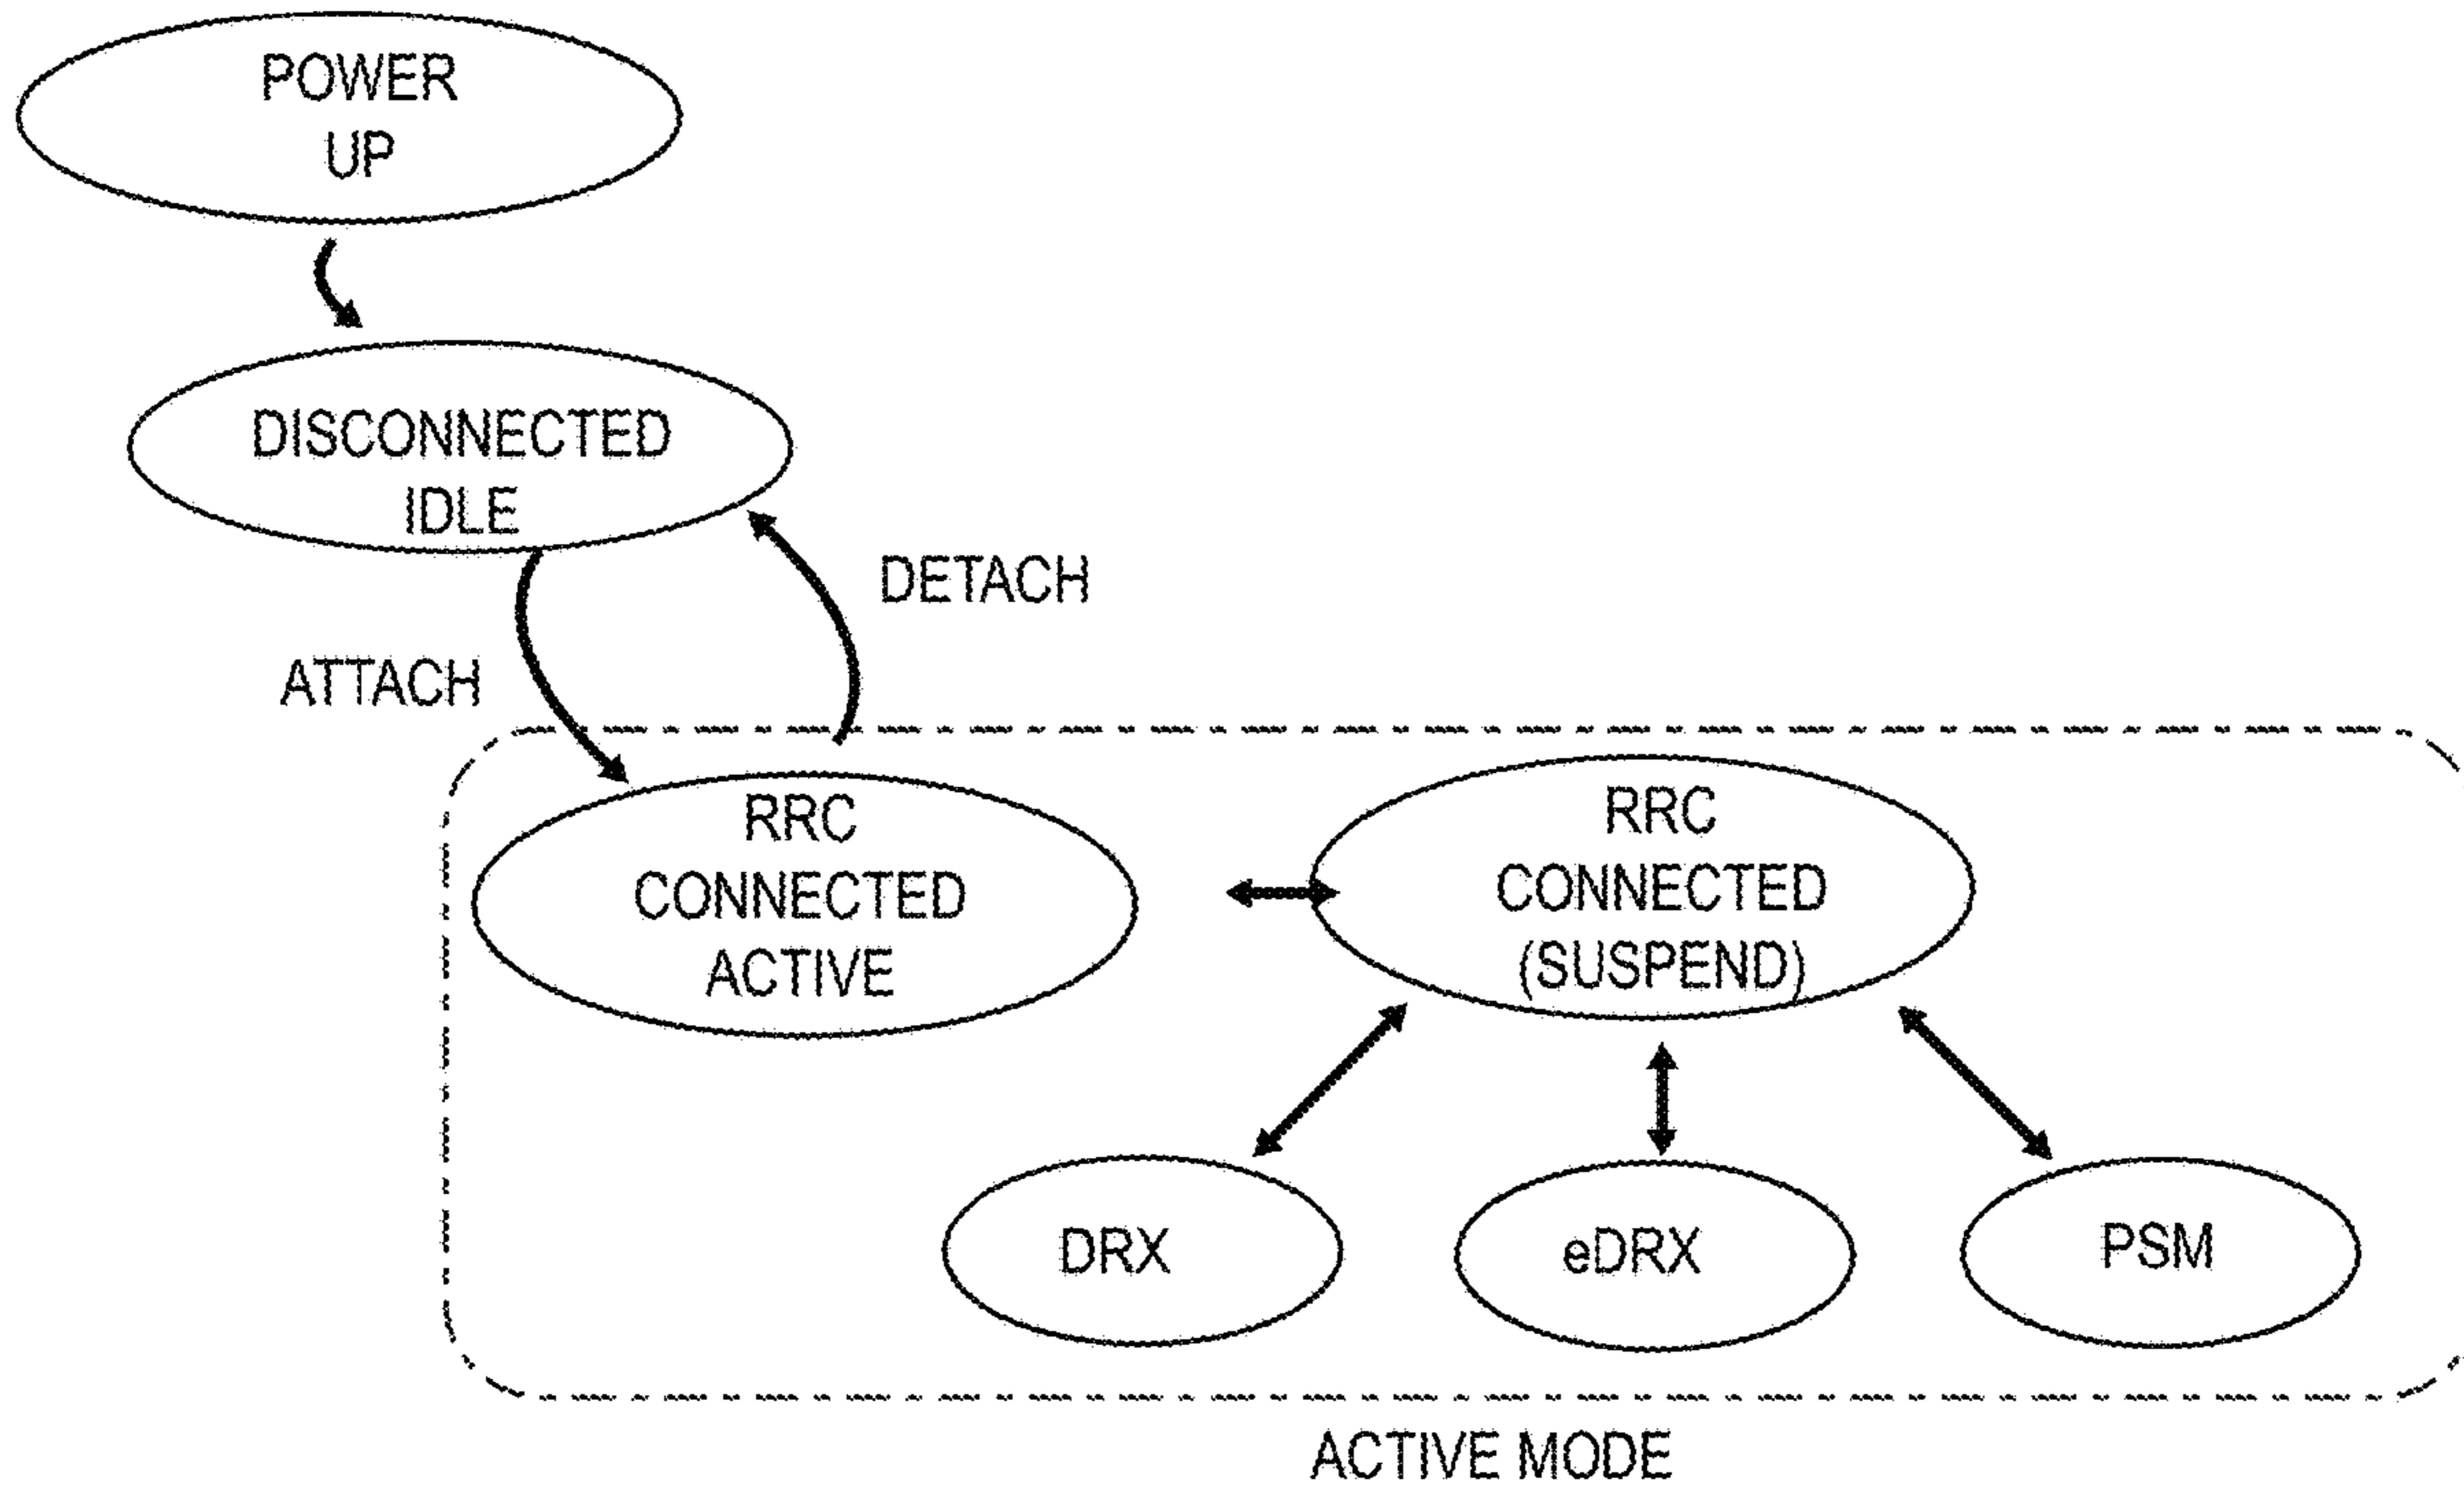 POWER
UP
DISCONNECTED
IDLE
DETACH
ATTACH
RRC
CONNECTED
ACTIVE
RRC
CONNECTED
(SUSPEND)
DRX
eDRX
PSM
ACTIVE MODE